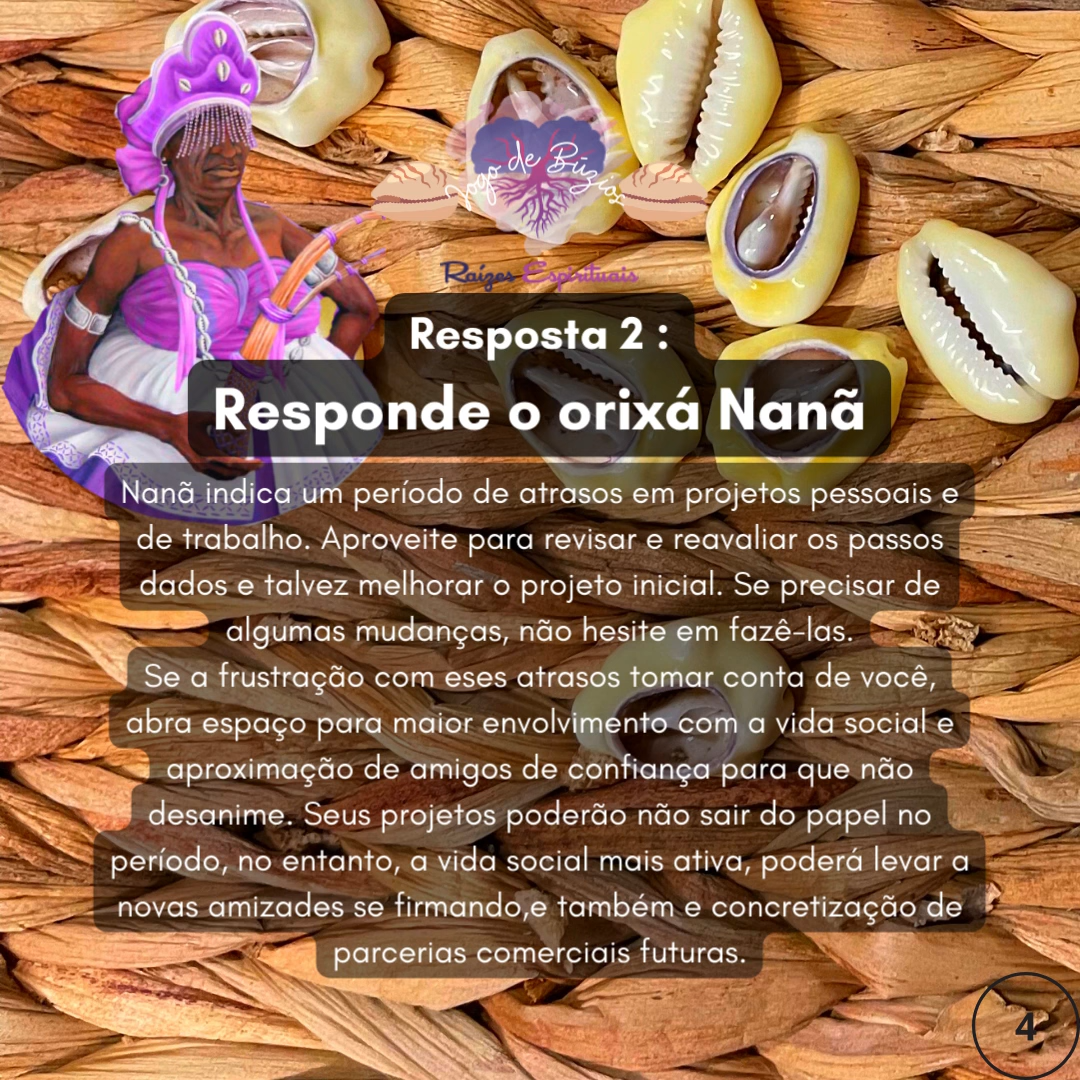 Jogo de Búzios
Raízes Espirituais
Resposta 2 :
Responde o orixá Nanã
Nanã indica um período de atrasos em projetos pessoais e
de trabalho. Aproveite para revisar e reavaliar os passos
dados e talvez melhorar o projeto inicial. Se precisar de
algumas mudanças, não hesite em fazê-las.
Se a frustração com eses atrasos tomar conta de você,
abra espaço para maior envolvimento com a vida social e
aproximação de amigos de confiança para que não
desanime. Seus projetos poderão não sair do papel no
período, no entanto, a vida social mais ativa, poderá levar a
novas amizades se firmando,e também e concretização de
parcerias comerciais futuras.
4